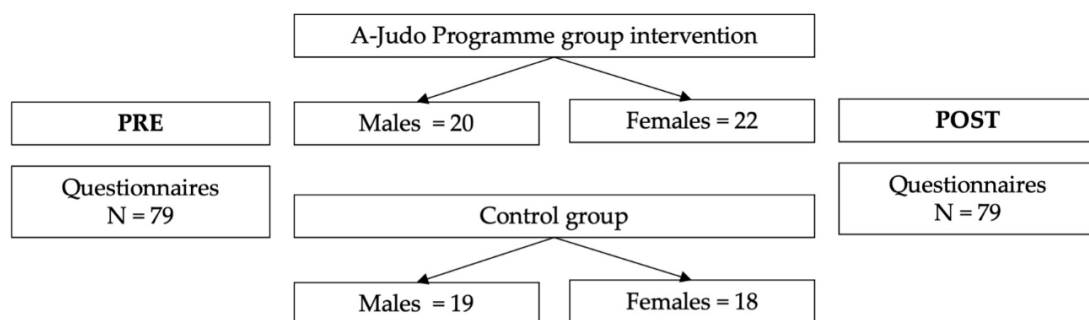 A-Judo Programme group intervention
PRE
Males = 20
Females = 22
POST
Questionnaires
N = 79
Control group
Questionnaires
N = 79
Males = 19
Females = 18